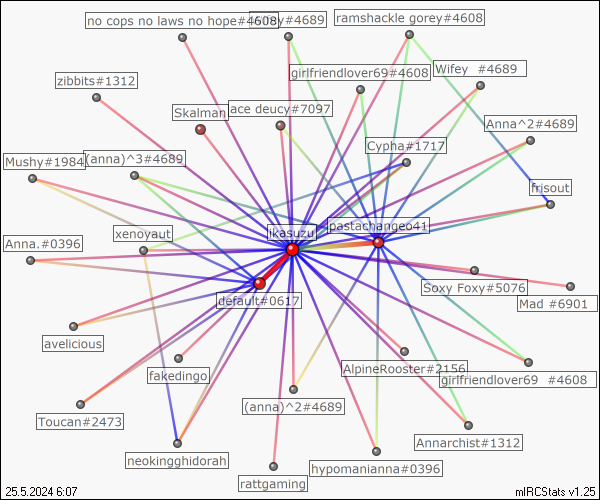 no cops no laws no hope#4608
#4689
ramshackle gorey#4608
girlfriendlover69#4608
Wifey  #4689
zibbits#1312
Skalman
ace deucy#7097
Anna^2#4689
Mushy#1984
(anna)^3#4689
Cypha#1717
frisout
xenovaut
ikasuzu
pastachangeo41
Anna.#0396
Soxy Foxy#5076
Mad #6901
default#0617
avelicious
fakedingo
AlpineRooster#2156
girlfriendlover69  #4608
Toucan#2473
(anna)^2#4689
Annarchist#1312
neokingghidorah
hypomanianna#0396
rattgaming
25.5.2024 6:07
mIRCStats v1.25